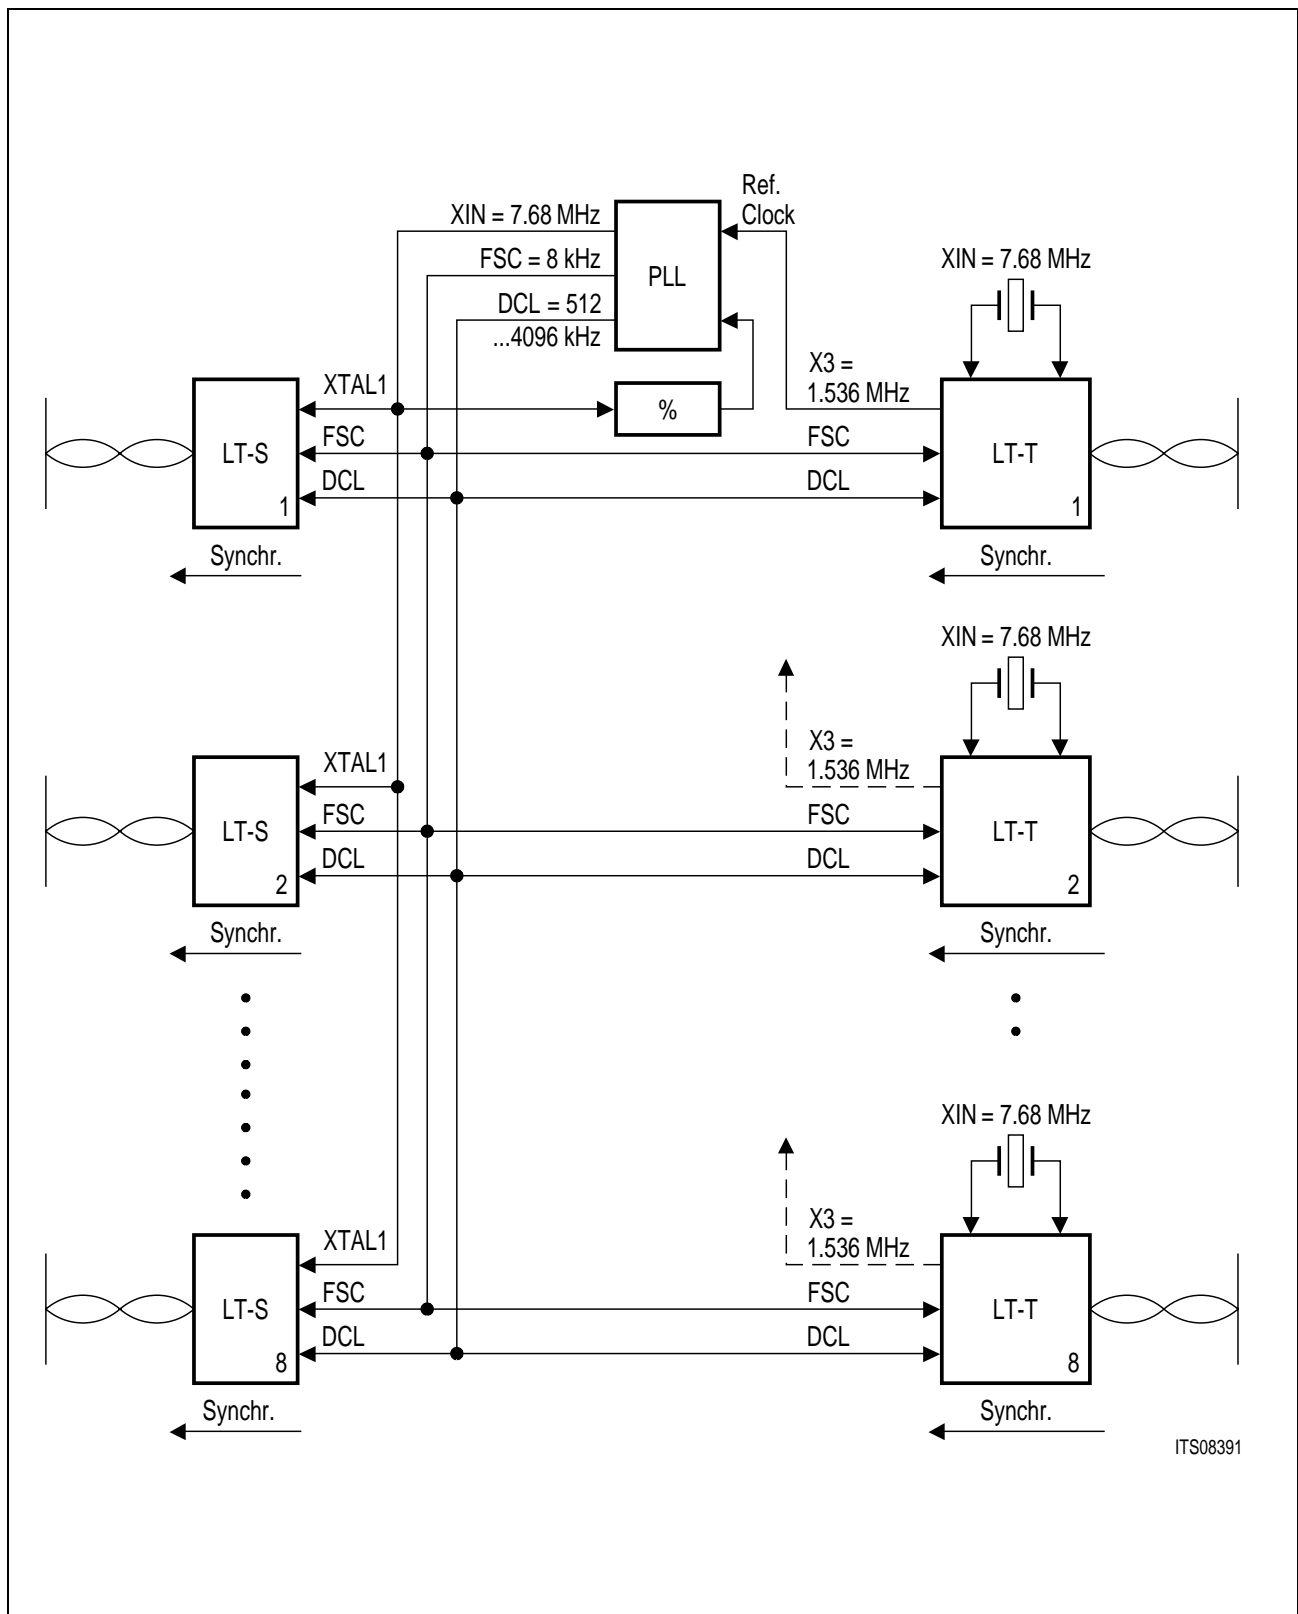 Ref.
Clock
XIN = 7.68 MHz
FSC = 8 kHz
DCL = 512
...4096 kHz
PLL
XIN = 7.68 MHz
X3 =
1.536 MHz
XTAL1
%
FSC
FSC
LT-S
LT-T
DCL
DCL
1
1
Synchr.
Synchr.
XIN = 7.68 MHz
X3 =
1.536 MHz
XTAL1
FSC
FSC
LT-S
LT-T
DCL
DCL
2
2
Synchr.
Synchr.
XIN = 7.68 MHz
X3 =
1.536 MHz
XTAL1
FSC
FSC
LT-S
LT-T
DCL
DCL
8
8
Synchr.
Synchr.
ITS08391